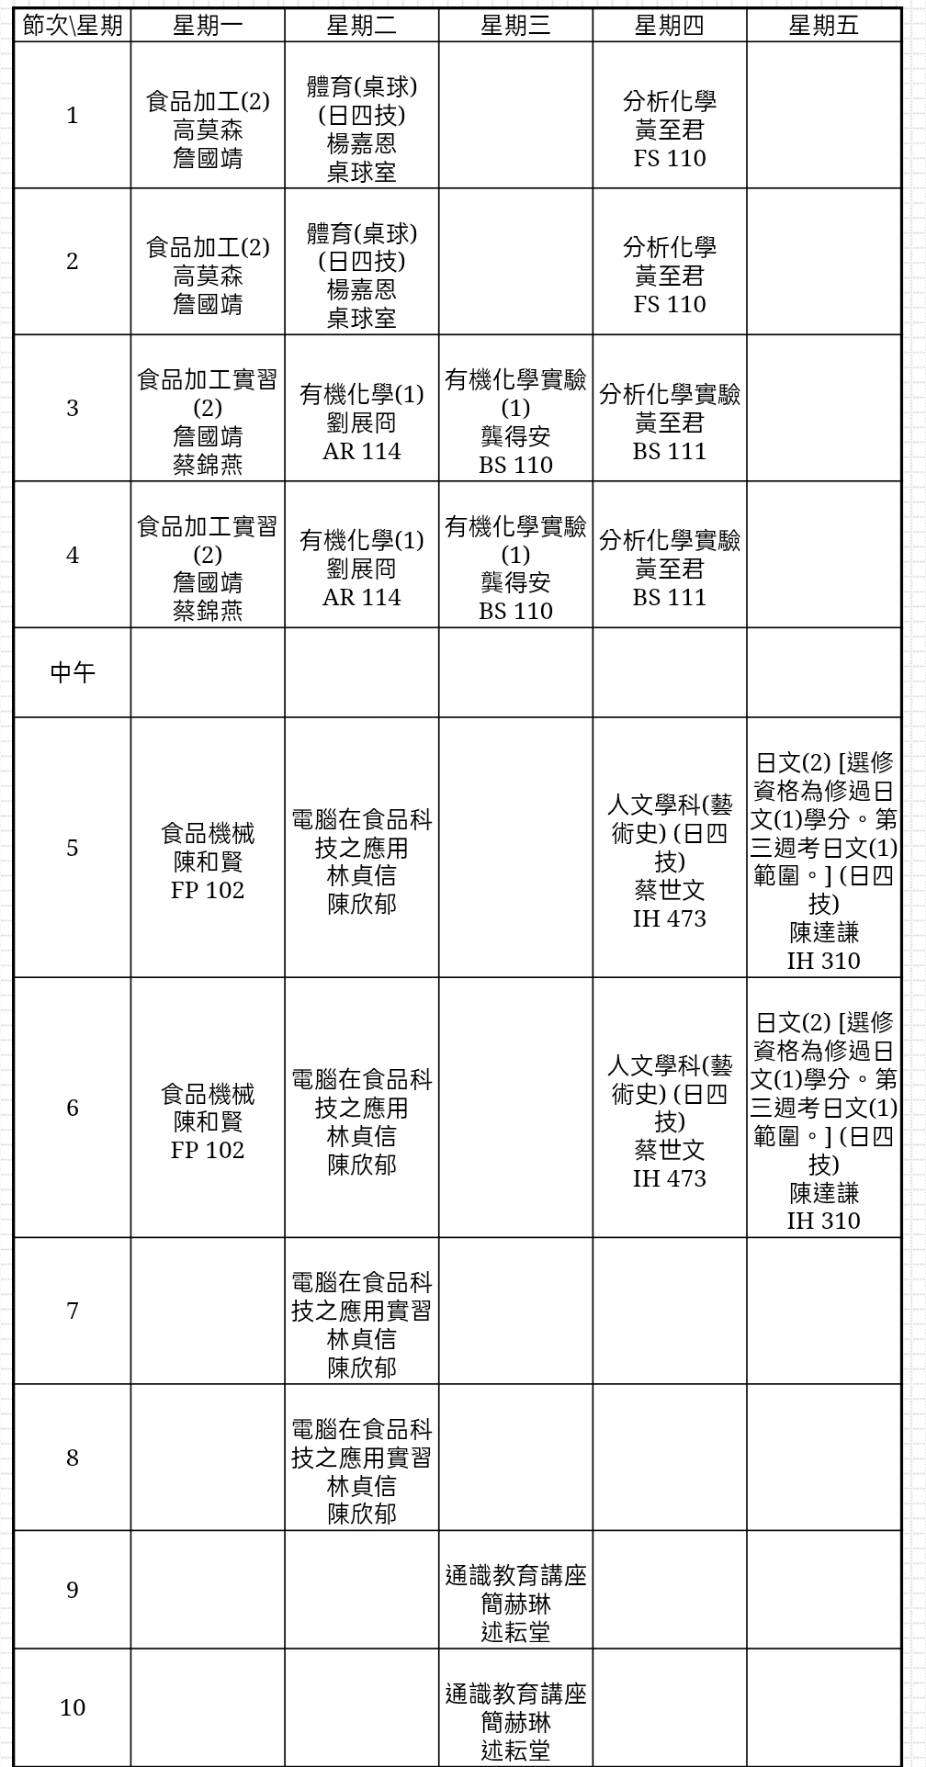 節次\星期 星期一 星期二 星期三 星期四 星期五
1
食品加工(2)
高莫森
詹國靖
體育(桌球)
(日四技)
楊嘉恩
桌球室
分析化學
黃至君
FS 110
2
食品加工(2)
高莫森
詹國靖
體育(桌球)
(日四技)
楊嘉恩
桌球室
分析化學
黃至君
FS 110
3
食品加工實習
(2)
詹國靖
蔡錦燕
有機化學(1)
劉展冏
AR 114
有機化學實驗
(1)
龔得安
BS 110
分析化學實驗
黃至君
BS 111
4
食品加工實習
(2)
詹國靖
蔡錦燕
有機化學(1)
劉展冏
AR 114
有機化學實驗
(1)
龔得安
BS 110
分析化學實驗
黃至君
BS 111
中午
5
食品機械
陳和賢
FP 102
電腦在食品科
技之應用
林貞信
陳欣郁
人文學科(藝
術史) (日四
技)
蔡世文
IH 473
日文(2) [選修
資格為修過日
文(1)學分。第
三週考日文(1)
範圍。] (日四
技)
陳達謙
IH 310
6
食品機械
陳和賢
FP 102
電腦在食品科
技之應用
林貞信
陳欣郁
人文學科(藝
術史) (日四
技)
蔡世文
IH 473
日文(2) [選修
資格為修過日
文(1)學分。第
三週考日文(1)
範圍。] (日四
技)
陳達謙
IH 310
7
電腦在食品科
技之應用實習
林貞信
陳欣郁
8
電腦在食品科
技之應用實習
林貞信
陳欣郁
9
通識教育講座
簡赫琳
述耘堂
10
通識教育講座
簡赫琳
述耘堂